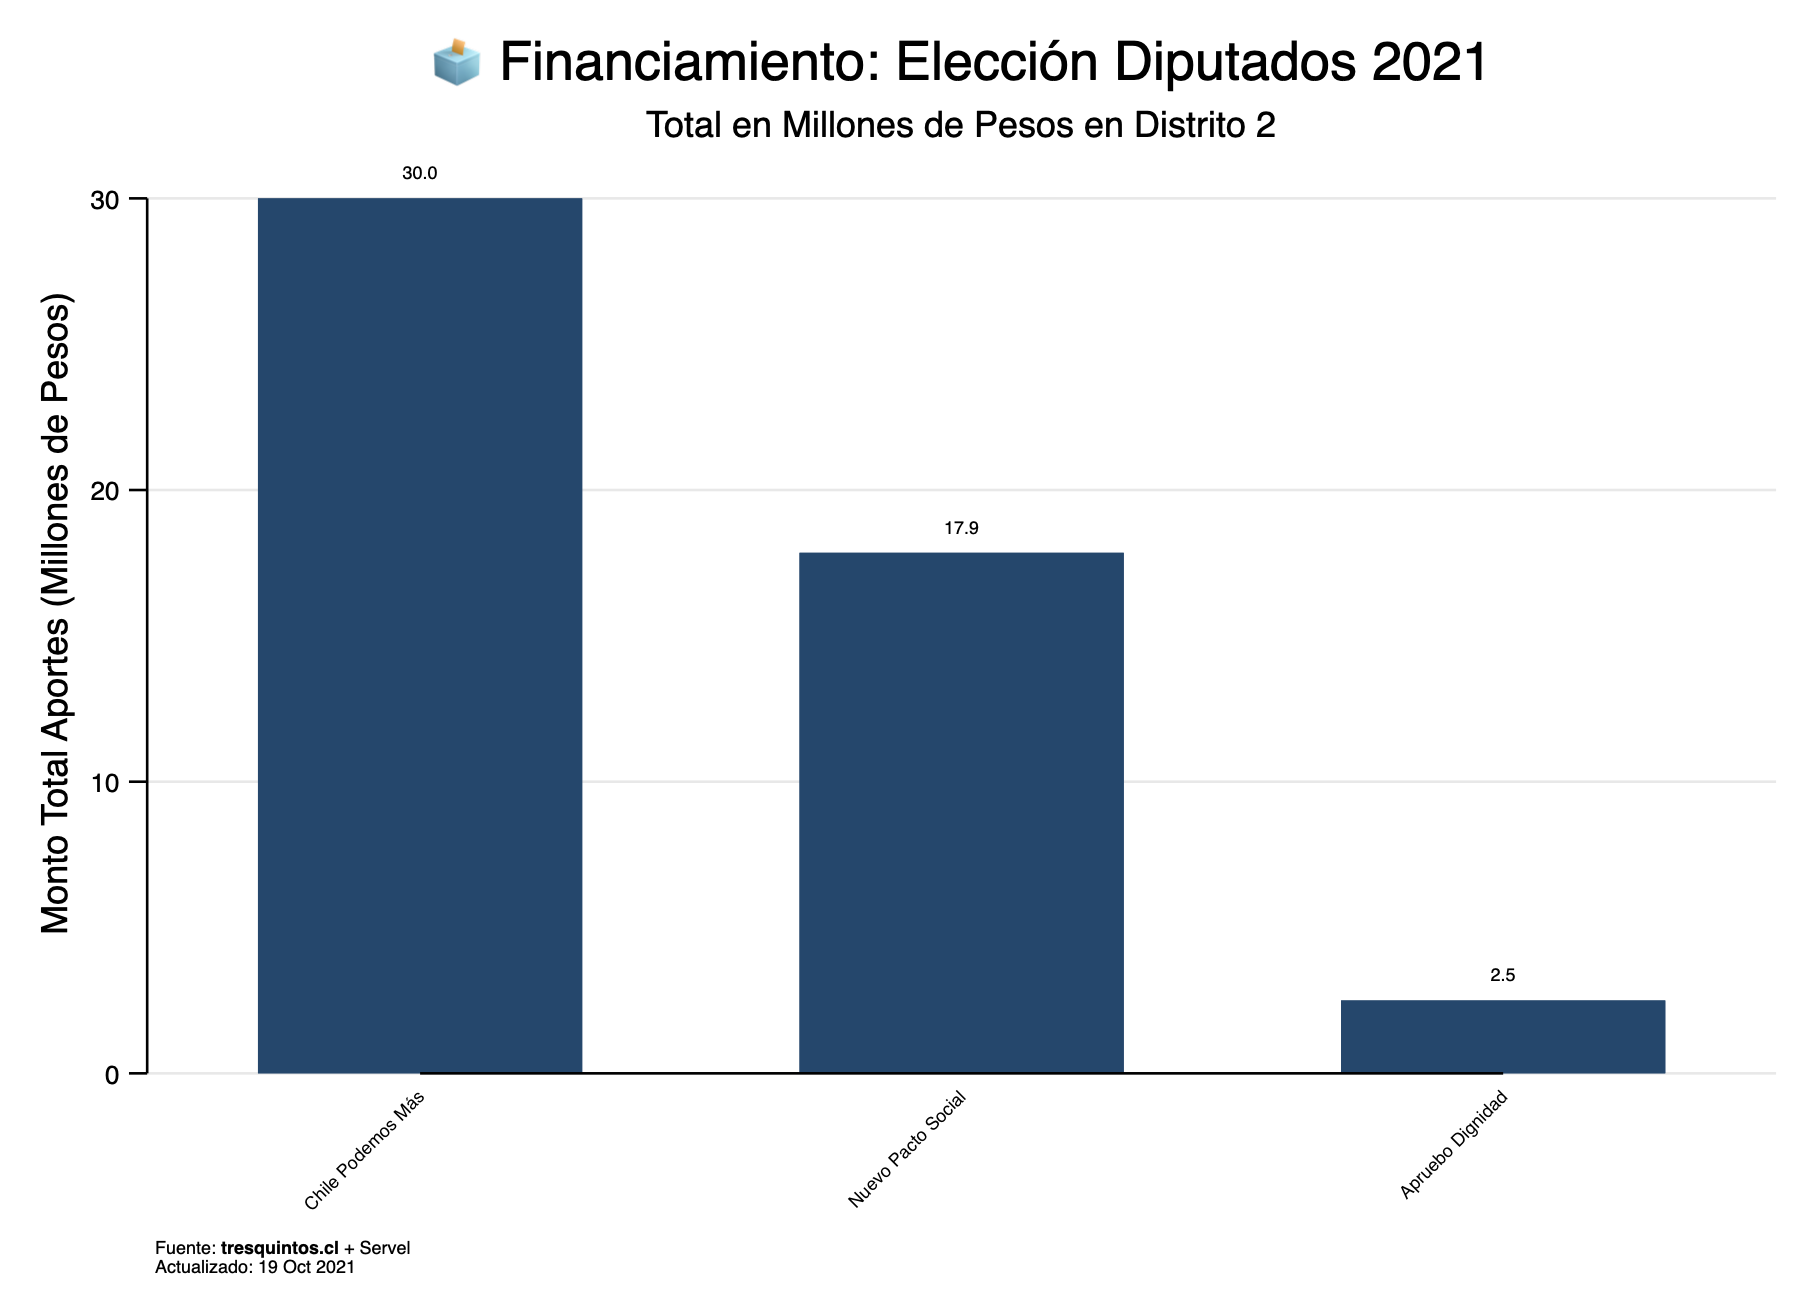 Financiamiento: Elección Diputados 2021
Total en Millones de Pesos en Distrito 2
Monto Total Aportes (Millones de Pesos)
30
20
10
0
30.0
17.9
2.5
Chile Podemos Más
Nuevo Pacto Social
Apruebo Dignidad
Fuente: tresquintos.cl + Servel
Actualizado: 19 Oct 2021